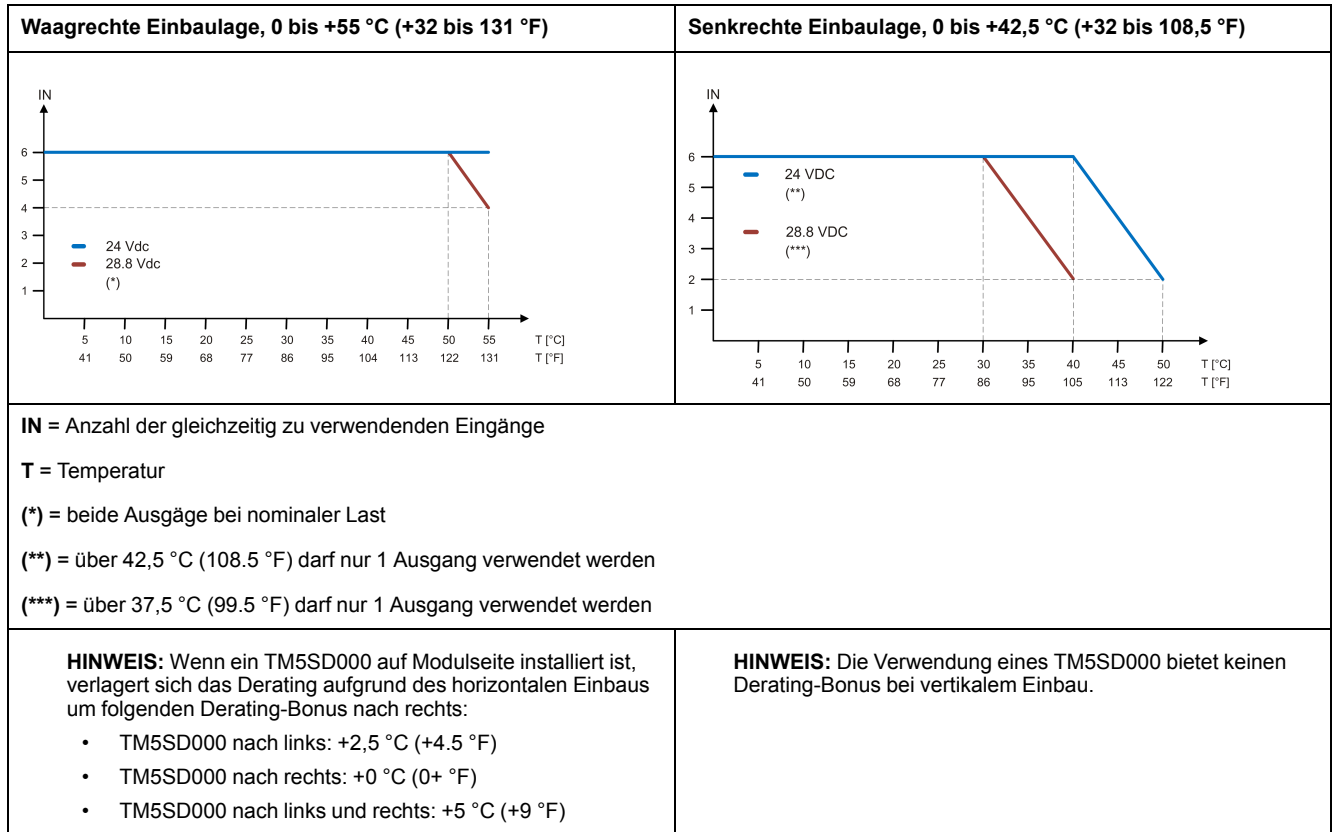 Waagrechte Einbaulage, 0 bis +55 °C (+32 bis 131 °F)
Senkrechte Einbaulage, 0 bis +42,5 °C (+32 bis 108,5 °F)
IN
6
5
4
3
2
1
24 Vdc
28.8 Vdc
(*)
5 10 15 20 25 30 35 40 45 50 55 T [°C]
41 50 59 68 77 86 95 104 113 122 131 T [°F]
IN
6
5
4
3
2
1
24 VDC
(**)
28.8 VDC
(***)
5 10 15 20 25 30 35 40 45 50 T [°C]
41 50 59 68 77 86 95 105 113 122 T [°F]
IN = Anzahl der gleichzeitig zu verwendenden Eingänge
T = Temperatur
(*) = beide Ausgäge bei nominaler Last
(**) = über 42,5 °C (108.5 °F) darf nur 1 Ausgang verwendet werden
(***) = über 37,5 °C (99.5 °F) darf nur 1 Ausgang verwendet werden
HINWEIS: Wenn ein TM5SD000 auf Modulseite installiert ist,
verlagert sich das Derating aufgrund des horizontalen Einbaus
um folgenden Derating-Bonus nach rechts:
• TM5SD000 nach links: +2,5 °C (+4.5 °F)
• TM5SD000 nach rechts: +0 °C (0+ °F)
• TM5SD000 nach links und rechts: +5 °C (+9 °F)
HINWEIS: Die Verwendung eines TM5SD000 bietet keinen
Derating-Bonus bei vertikalem Einbau.